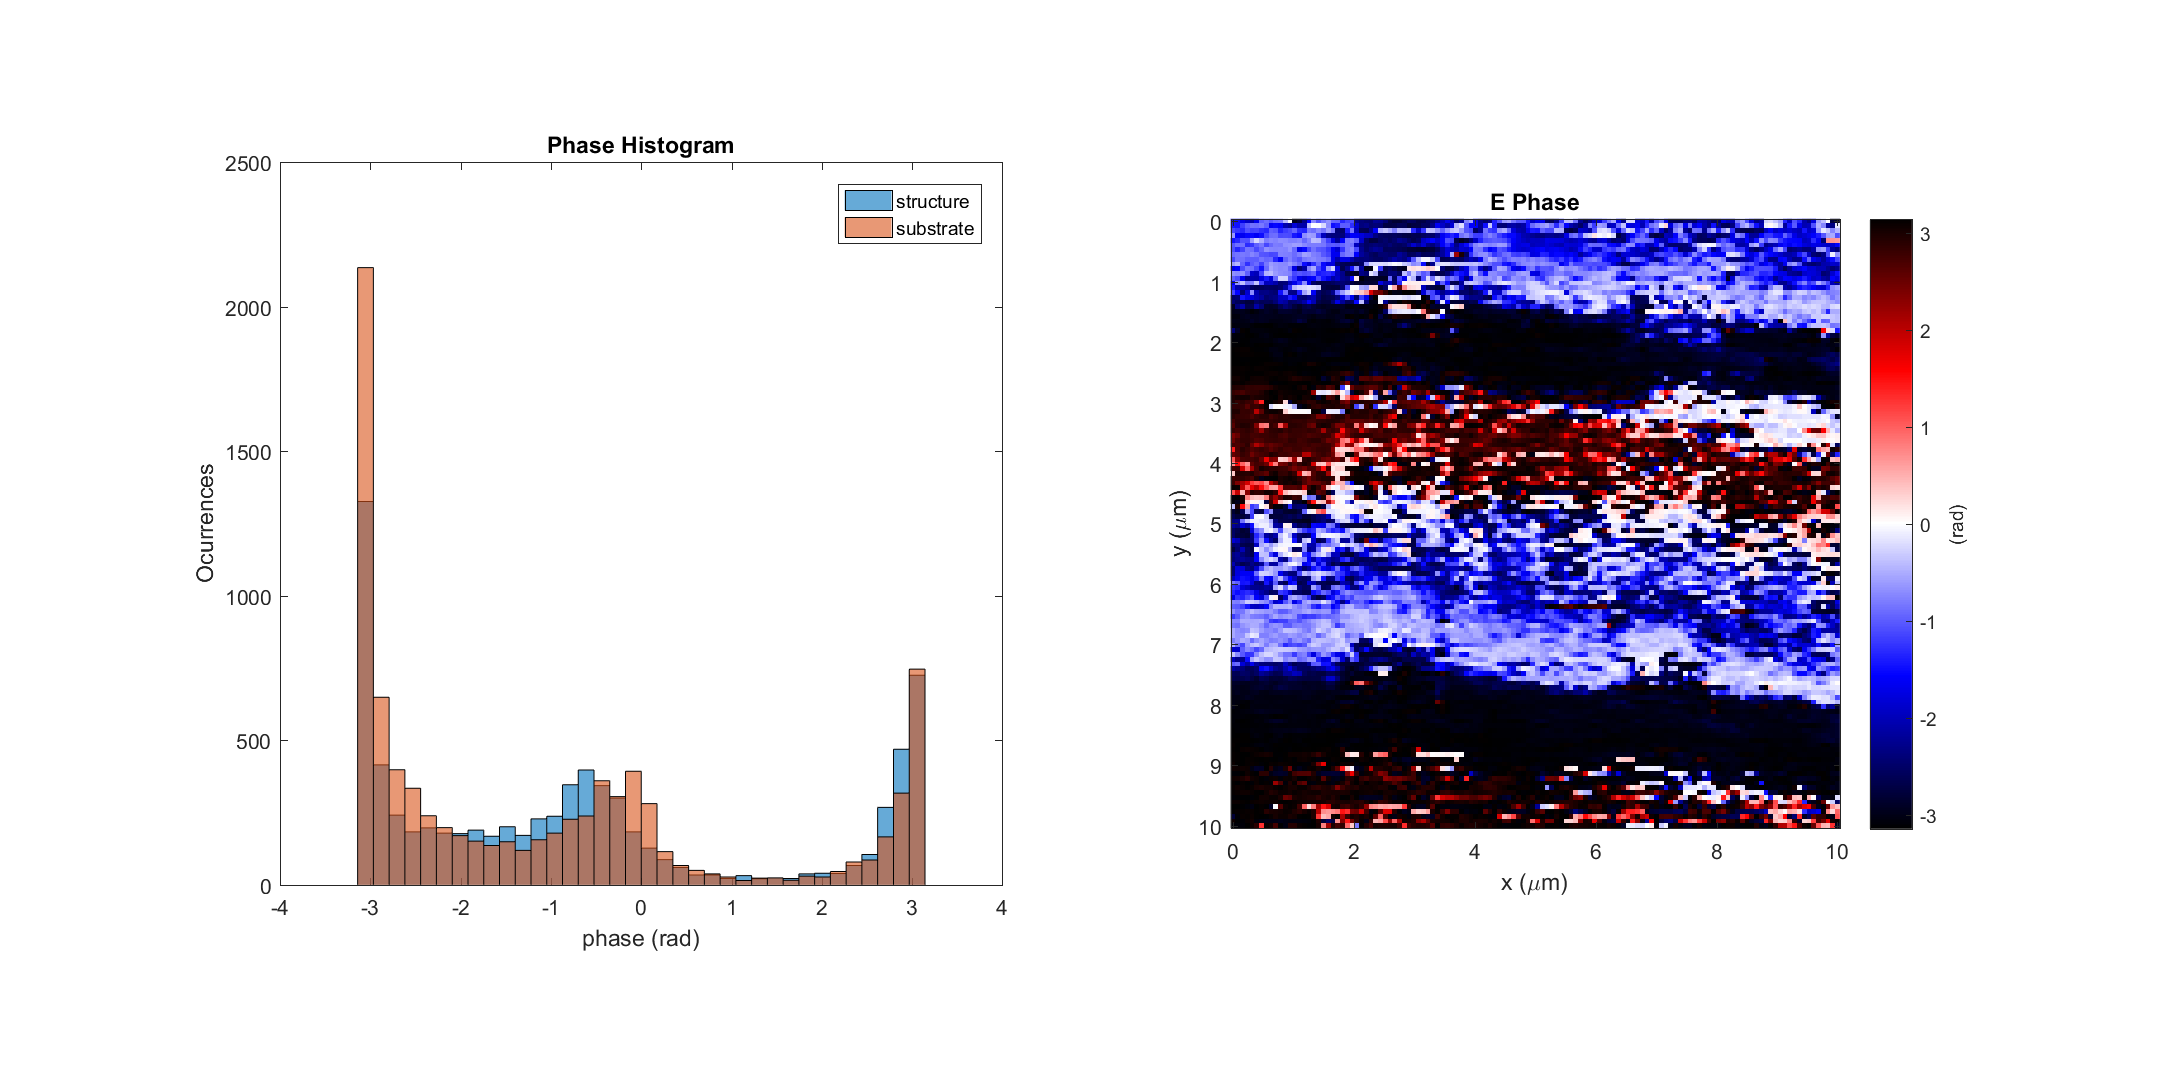 Phase Histogram
2500
2000
1500
1000
500
0
Ocurrences
-4 -3 -2 -1 0 1 2 3 4
phase (rad)
structure
substrate
E Phase
0
1
2
3
4
5
6
7
8
9
10
y (μm)
0 2 4 6 8 10
x (μm)
3
2
1
0
-1
-2
-3
(rad)